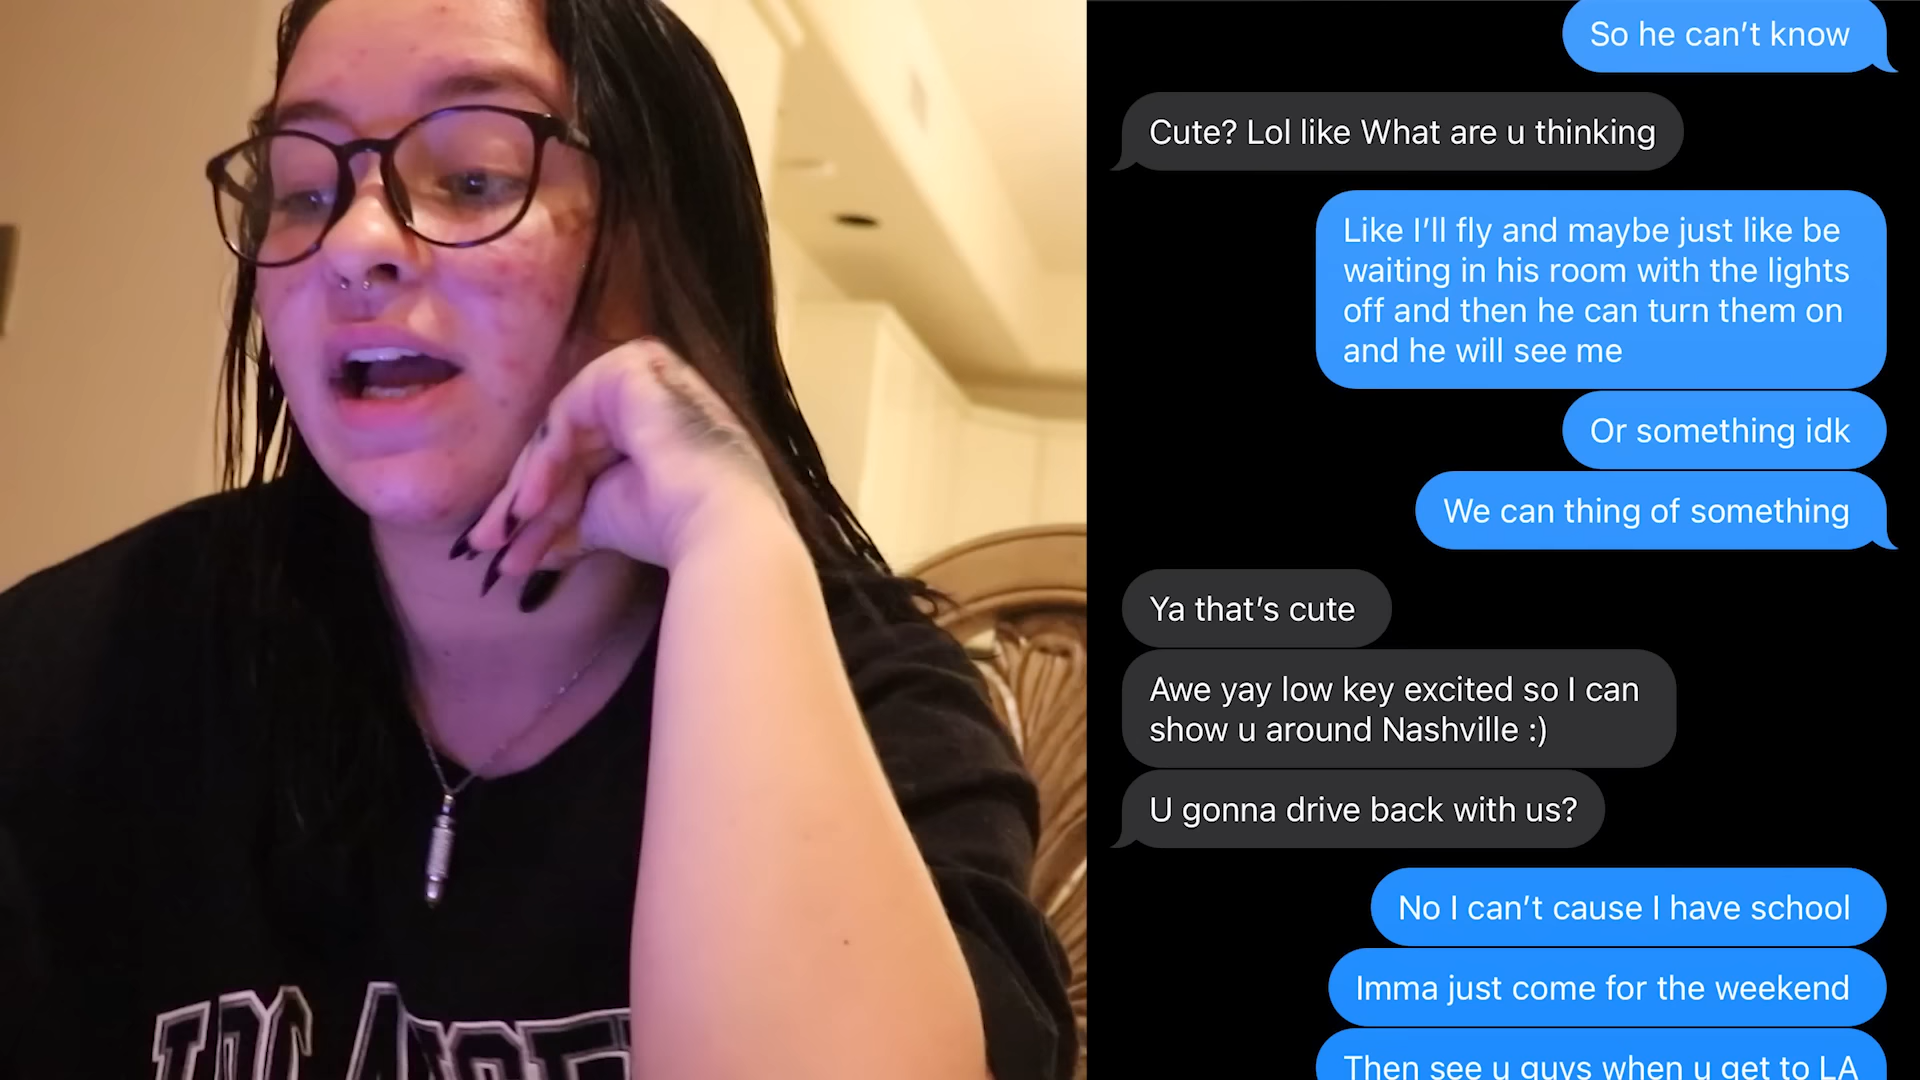 So he can't know
Cute? Lol like What are u thinking
Like I'll fly and maybe just like be
waiting in his room with the lights
off and then he can turn them on
and he will see me
Or something idk
We can thing of something
Ya that's cute
Awe yay low key excited so I can
show u around Nashville :)
U gonna drive back with us?
No I can't cause I have school
Imma just come for the weekend
Then see u guys when u get to LA
LOS ANGELES